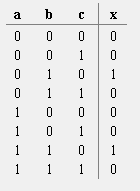 a b c x
0 0 0 0
0 0 1 0
0 1 0 1
0 1 1 0
1 0 0 0
1 0 1 0
1 1 0 1
1 1 1 0